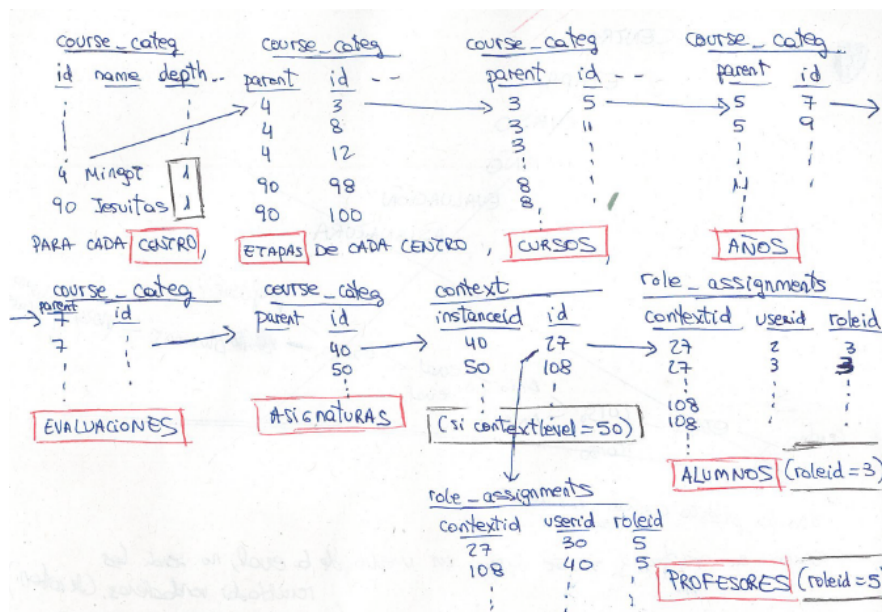 course_categ course_categ course_categ course_categ
id name depth.. parent id -- parent id -- parent id
4 3 3 5 5 7
4 8 3 11 5 9
4 12 3
4 Mingot 1 90 98 8
90 Jesuitas 1 90 100 8
PARA CADA CENTRO, ETAPAS DE CADA CENTRO, CURSOS AÑOS
course_categ course_categ context role_assignments
parent id parent id instanceid id contextid userid roleid
7 40 40 27 27 2 3
7 50 50 108 27 3 3
108
108
EVALUACIONES ASIGNATURAS (si contextlevel=50)
ALUMNOS (roleid=3)
role_assignments
contextid userid roleid
27 30 5
108 40 5
PROFESORES (roleid=5